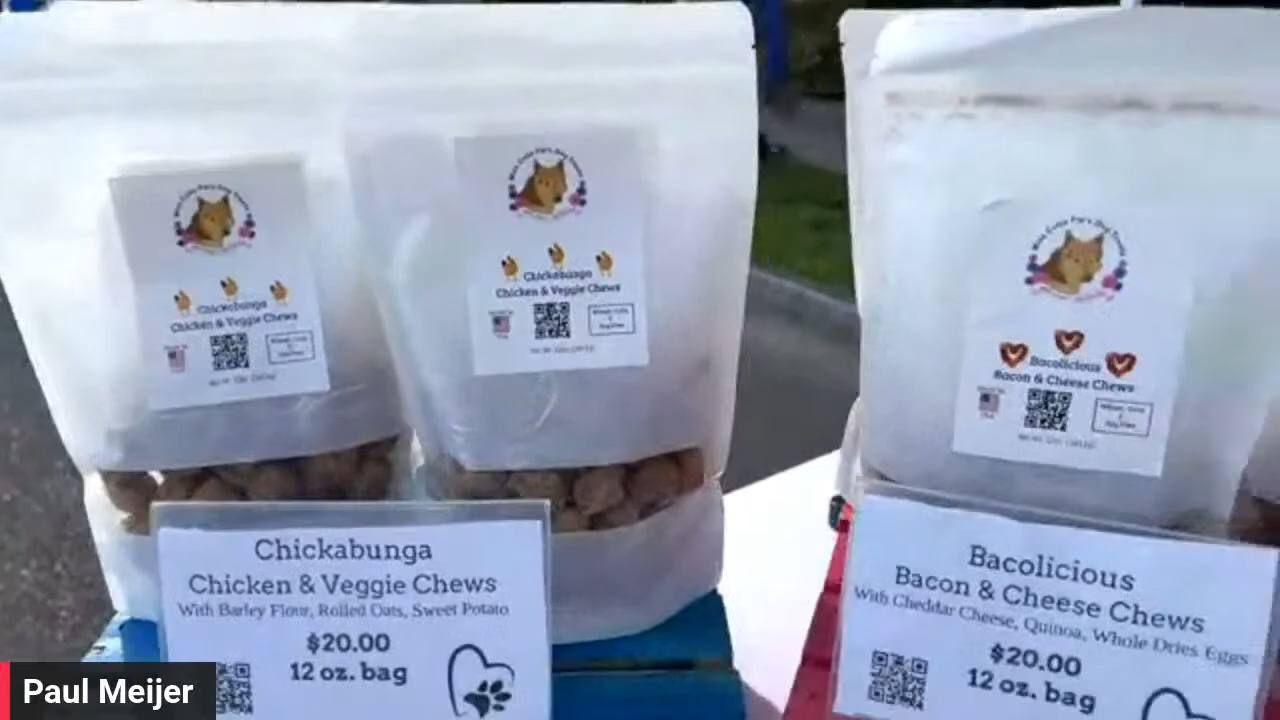 Chickabunga
Chicken & Veggie Chews
Chickabunga
Chicken & Veggie Chews
Bacolicious
Bacon & Cheese Chews
Chickabunga
Chicken & Veggie Chews
With Barley Flour, Rolled Oats, Sweet Potato
$20.00
12 oz. bag
Bacolicious
Bacon & Cheese Chews
With Cheddar Cheese, Quinoa, Whole Dries Eggs
$20.00
12 oz. bag
Paul Meijer